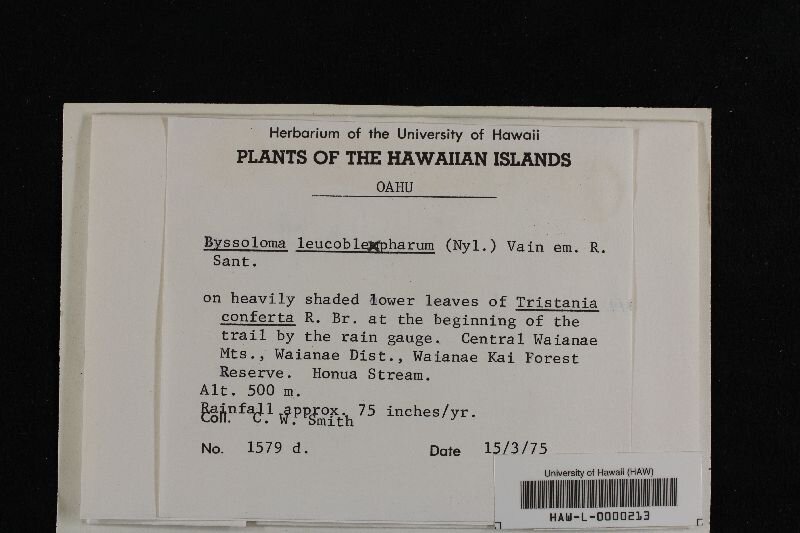 Herbarium of the University of Hawaii
PLANTS OF THE HAWAIIAN ISLANDS
OAHU
Byssoloma leucoblexpharum (Nyl.) Vain em. R.
Sant.
on heavily shaded lower leaves of Tristania
conferta R. Br. at the beginning of the
trail by the rain gauge. Central Waianae
Mts., Waianae Dist., Waianae Kai Forest
Reserve. Honua Stream.
Alt. 500 m.
Rainfall approx. 75 inches/yr.
Coll. C. W. Smith
No. 1579 d. Date 15/3/75
University of Hawaii (HAW)
HAW-L-0000213